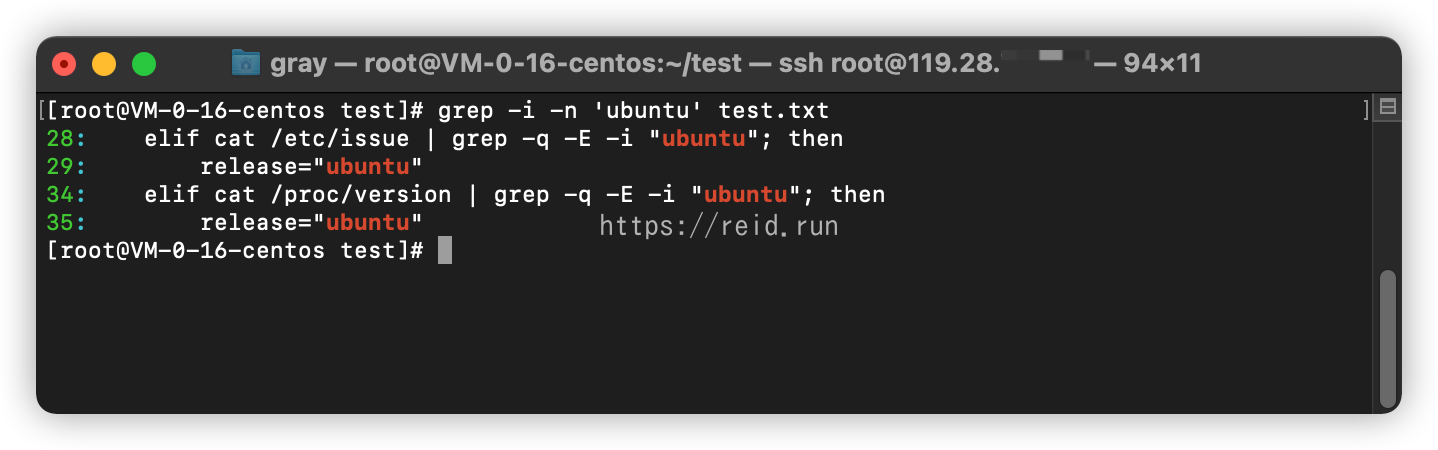 gray — root@VM-0-16-centos:~/test — ssh root@119.28. — 94×11
[[root@VM-0-16-centos test]# grep -i -n 'ubuntu' test.txt ]
28:    elif cat /etc/issue | grep -q -E -i "ubuntu"; then
29:        release="ubuntu"
34:    elif cat /proc/version | grep -q -E -i "ubuntu"; then
35:        release="ubuntu"
https://reid.run
[root@VM-0-16-centos test]#